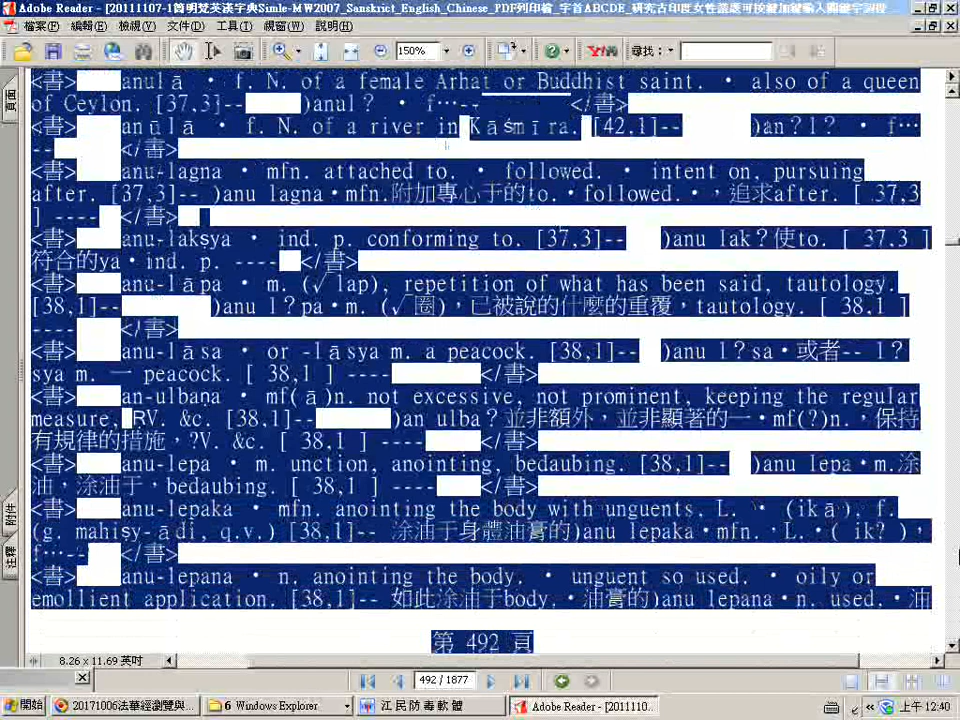 Adobe Reader - [20111107-1簡明梵英漢字典Simle-MW2007_Sanskrit_English_Chinese_PDF列印檔_字首ABCDE_研究古印度女性議題可按
檔案(F) 編輯(E) 檢視(V) 文件(D) 工具(T) 視窗(W) 說明(H)
150% 尋找：
頁面
附件
注釋
<書> anulā • f. N. of a female Arhat or Buddhist saint. • also of a queen
of Ceylon. [37,3]-- )anul? • f…-- </書>
<書> anūlā • f. N. of a river in Kāśmīra. [42,1]-- )an?l? • f…
-- </書>
<書> anu-lagna • mfn. attached to. • followed. • intent on, pursuing
after. [37,3]-- )anu lagna•mfn.附加專心于的to.•followed.•，追求after. [ 37,3
] ---- </書>
<書> anu-lakṣya • ind. p. conforming to. [37,3]-- )anu lak?使to. [ 37,3 ]
符合的ya•ind. p. ---- </書>
<書> anu-lāpa • m. (√ lap), repetition of what has been said, tautology.
[38,1]-- )anu l?pa•m. (√圈)，已被說的什麼的重覆，tautology. [ 38,1 ]
---- </書>
<書> anu-lāsa • or -lāsya m. a peacock. [38,1]-- )anu l?sa•或者-- l?
sya m. 一 peacock. [ 38,1 ] ---- </書>
<書> an-ulbaṇa • mf(ā)n. not excessive, not prominent, keeping the regular
measure, RV. &c. [38,1]-- )an ulba?並非額外，並非顯著的一•mf(?)n.，保持
有規律的措施，?V. &c. [ 38,1 ] ---- </書>
<書> anu-lepa • m. unction, anointing, bedaubing. [38,1]-- )anu lepa•m.涂
油，涂油于，bedaubing. [ 38,1 ] ---- </書>
<書> anu-lepaka • mfn. anointing the body with unguents, L. • (ikā). f.
(g. mahiṣy-ādi, q.v.) [38,1]-- 涂油于身體油膏的)anu lepaka•mfn.，L.•( ik?)，
f…-- </書>
<書> anu-lepana • n. anointing the body. • unguent so used. • oily or
emollient application. [38,1]-- 如此涂油于body.•油膏的)anu lepana•n. used.•油
第 492 頁
8.26 x 11.69 英吋
492 / 1877
開始 20171006法華經瀏覽與... 6 Windows Explorer 江民防毒軟體 Adobe Reader - [2011110... 上午 12:40